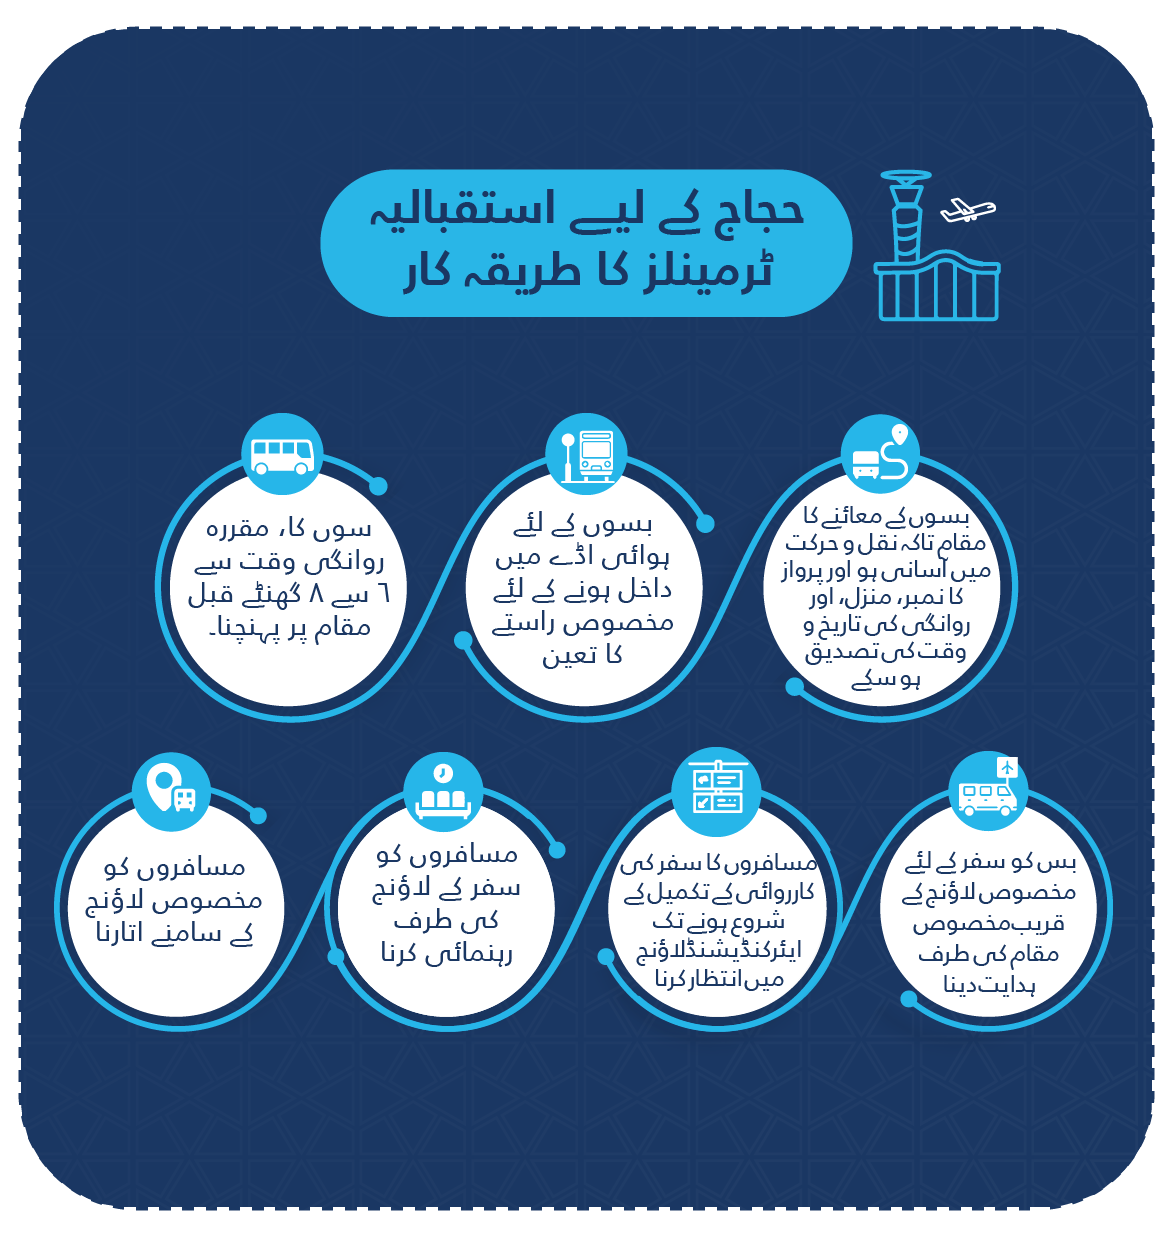 حجاج کے لیے استقبالیہ
ٹرمینلز کا طریقہ کار
بسوں کے معائنے کا
مقام تاکہ نقل و حرکت
میں آسانی ہو اور پرواز
کا نمبر، منزل، اور
روانگی کی تاریخ و
وقت کی تصدیق
ہو سکے
بسوں کے لئے
ہوائی اڈے میں
داخل ہونے کے لئے
مخصوص راستے
کا تعین
سوں کا، مقررہ
روانگی وقت سے
٦ سے ٨ گھنٹے قبل
مقام پر پہنچنا۔
بس کو سفر کے لئے
مخصوص لاؤنج کے
قریب مخصوص
مقام کی طرف
ہدایت دینا
مسافروں کا سفر کی
کارروائی کے تکمیل کے
شروع ہونے تک
ایئرکنڈیشنڈ لاؤنج
میں انتظار کرنا
مسافروں کو
سفر کے لاؤنج
کی طرف
رہنمائی کرنا
مسافروں کو
مخصوص لاؤنج
کے سامنے اتارنا